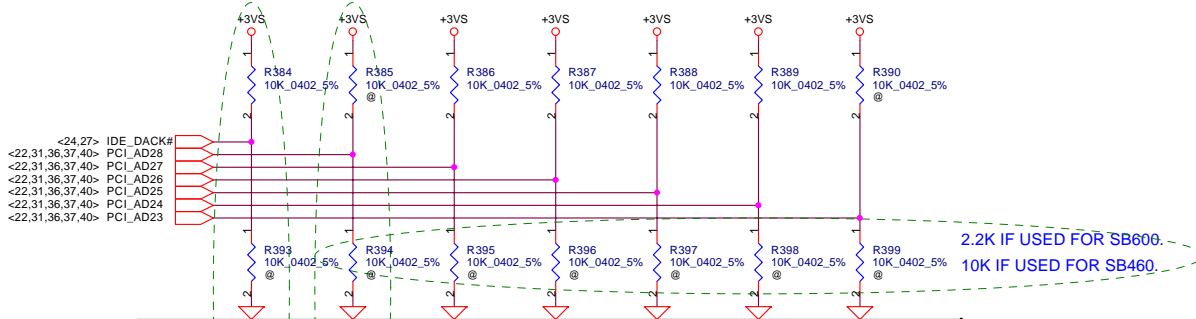 +3VS +3VS +3VS +3VS +3VS +3VS +3VS
1 1 1 1 1 1 1
R384 R385 R386 R387 R388 R389 R390
10K_0402_5% 10K_0402_5% 10K_0402_5% 10K_0402_5% 10K_0402_5% 10K_0402_5% 10K_0402_5%
@ @
2 2 2 2 2 2 2
<24,27> IDE_DACK#
<22,31,36,37,40> PCI_AD28
<22,31,36,37,40> PCI_AD27
<22,31,36,37,40> PCI_AD26
<22,31,36,37,40> PCI_AD25
<22,31,36,37,40> PCI_AD24
<22,31,36,37,40> PCI_AD23
1 1 1 1 1 1 1
2.2K IF USED FOR SB600.
R393 R394 R395 R396 R397 R398 R399
10K_0402_5% 10K_0402_5% 10K_0402_5% 10K_0402_5% 10K_0402_5% 10K_0402_5% 10K_0402_5%
10K IF USED FOR SB460.
@ @ @ @ @ @ @
2 2 2 2 2 2 2